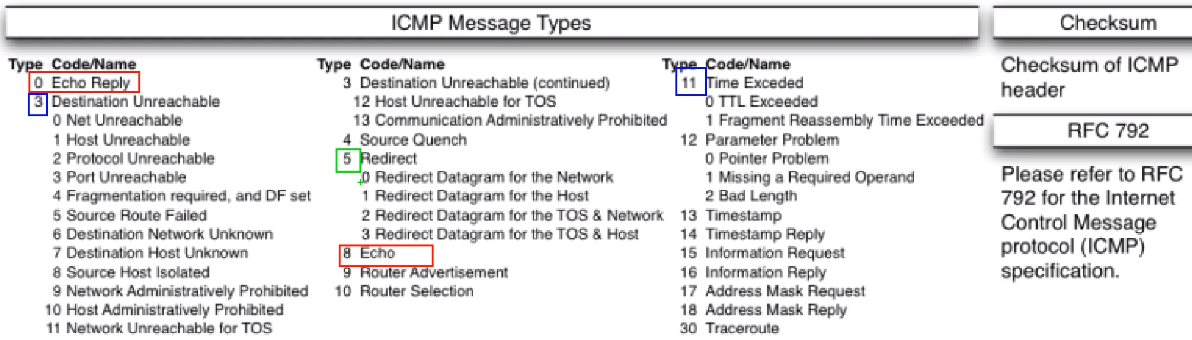 ICMP Message Types
Type Code/Name
0 Echo Reply
3 Destination Unreachable
0 Net Unreachable
1 Host Unreachable
2 Protocol Unreachable
3 Port Unreachable
4 Fragmentation required, and DF set
5 Source Route Failed
6 Destination Network Unknown
7 Destination Host Unknown
8 Source Host Isolated
9 Network Administratively Prohibited
10 Host Administratively Prohibited
11 Network Unreachable for TOS
Type Code/Name
3 Destination Unreachable (continued)
12 Host Unreachable for TOS
13 Communication Administratively Prohibited
4 Source Quench
5 Redirect
0 Redirect Datagram for the Network
1 Redirect Datagram for the Host
2 Redirect Datagram for the TOS & Network
3 Redirect Datagram for the TOS & Host
8 Echo
9 Router Advertisement
10 Router Selection
Type Code/Name
11 Time Exceded
0 TTL Exceeded
1 Fragment Reassembly Time Exceeded
12 Parameter Problem
0 Pointer Problem
1 Missing a Required Operand
2 Bad Length
13 Timestamp
14 Timestamp Reply
15 Information Request
16 Information Reply
17 Address Mask Request
18 Address Mask Reply
30 Traceroute
Checksum
Checksum of ICMP
header
RFC 792
Please refer to RFC
792 for the Internet
Control Message
protocol (ICMP)
specification.